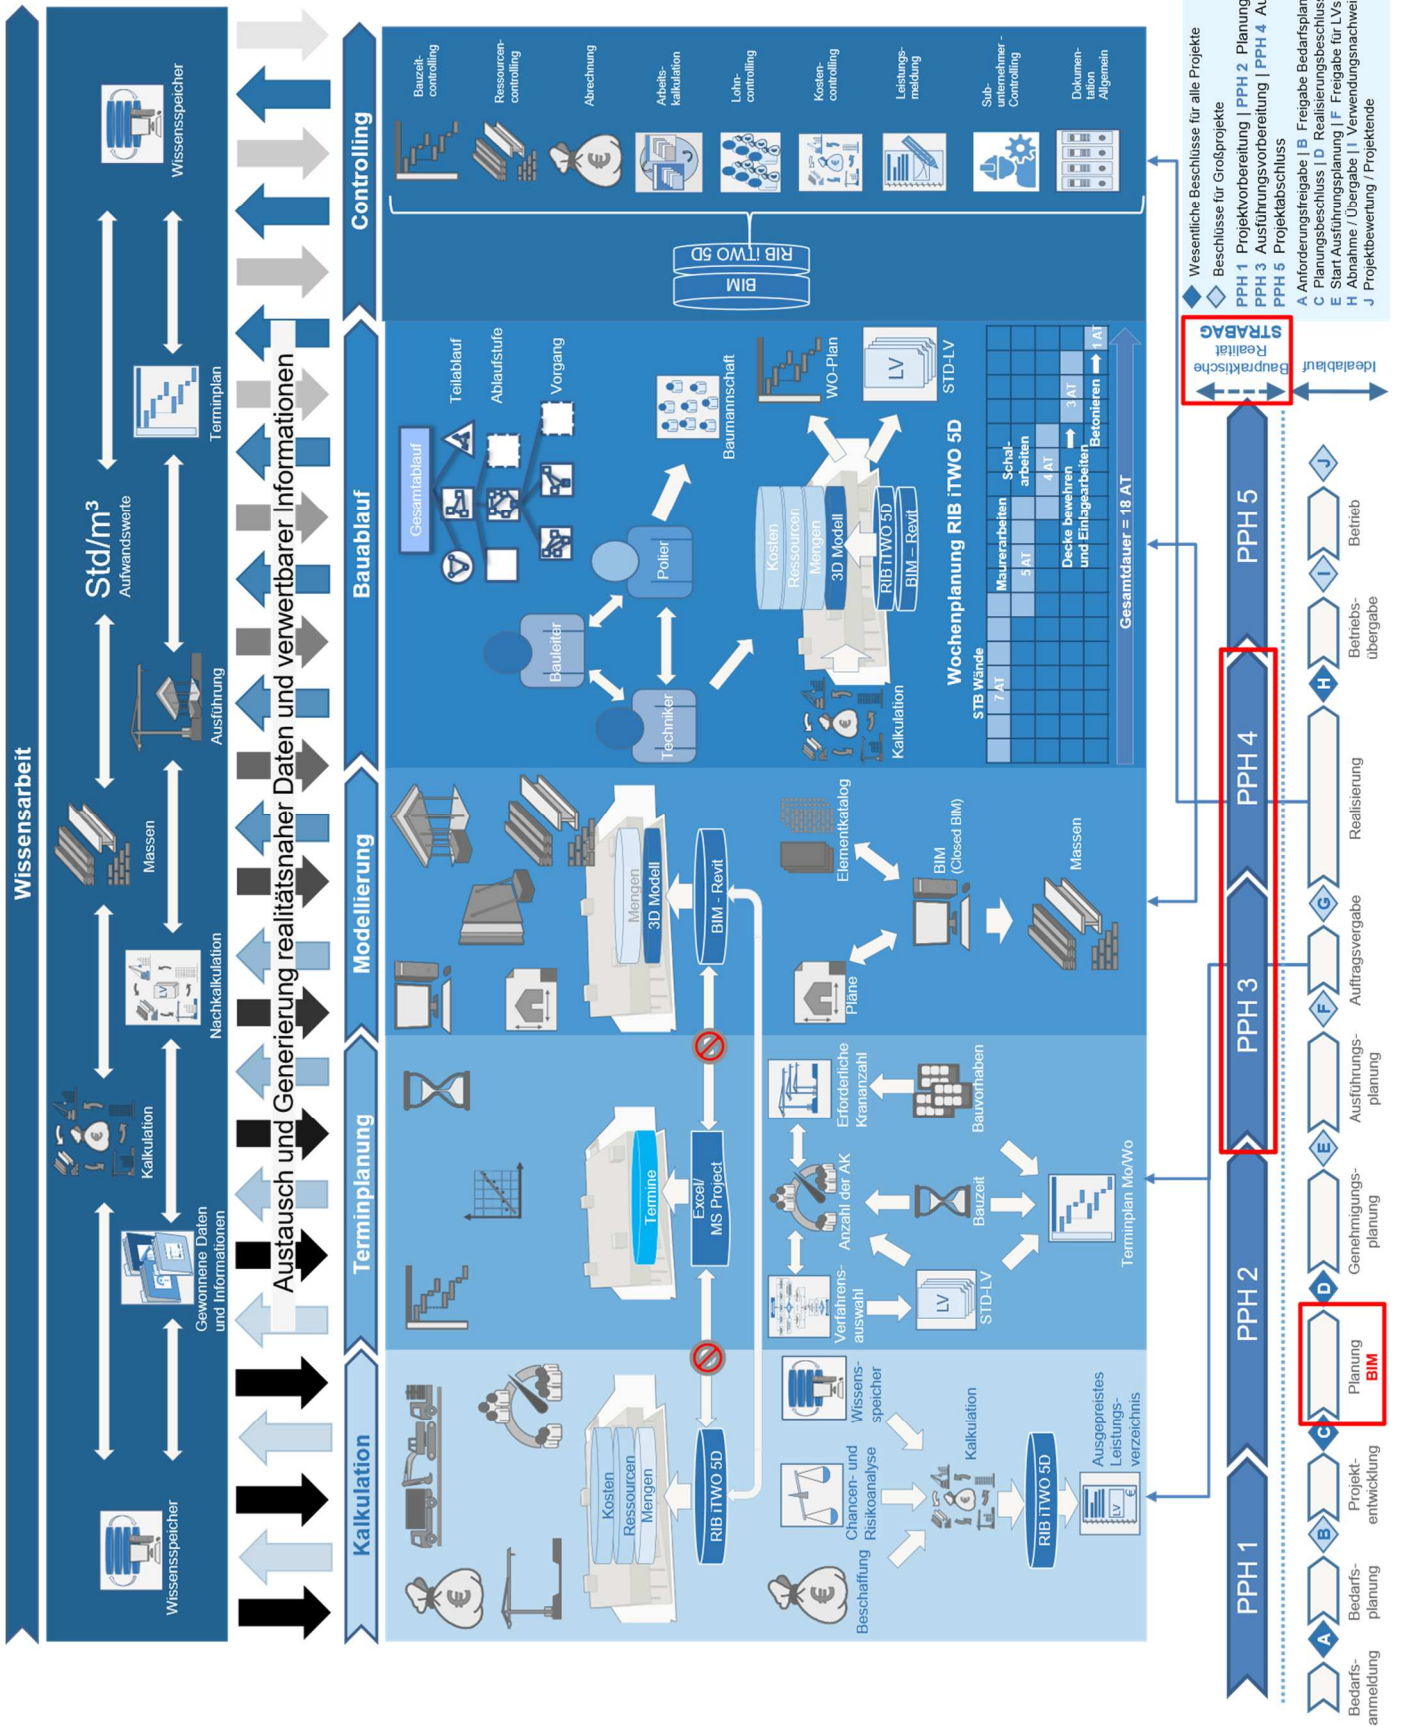 Wissensarbeit
Wissensspeicher
Gewonnene Daten
und Informationen
Kalkulation
Nachkalkulation
Massen
Ausführung
Std/m³
Aufwandswerte
Terminplan
Wissensspeicher
Austausch und Generierung realitätsnaher Daten und verwertbarer Informationen
Kalkulation
Terminplanung
Modellierung
Bauablauf
Controlling
Kosten
Ressourcen
Mengen
RIB iTWO 5D
Beschaffung
Chancen- und
Risikoanalyse
Wissens-
speicher
Kalkulation
RIB iTWO 5D
Ausgepreistes
Leistungs-
verzeichnis
Termine
Excel/
MS Project
Verfahrens-
auswahl
Anzahl der AK
Erforderliche
Krananzahl
STD-LV
LV
Bauzeit
Bauvorhaben
Terminplan Mo/Wo
Mengen
3D Modell
BIM - Revit
Pläne
Elementkatalog
BIM
(Closed BIM)
Massen
Gesamtablauf
Teilablauf
Ablaufstufe
Vorgang
Bauleiter
Techniker
Polier
Baumannschaft
Kosten
Ressourcen
Mengen
3D Modell
RIB iTWO 5D
BIM – Revit
Kalkulation
WO-Plan
LV
STD-LV
Wochenplanung RIB iTWO 5D
STB Wände
7 AT
Maurerarbeiten
5 AT
Schal-
arbeiten
4 AT
Decke bewehren
und Einlagearbeiten
3 AT
Betonieren
1 AT
Gesamtdauer = 18 AT
BIM
RIB iTWO 5D
Bauzeit-
controlling
Ressourcen-
controlling
Abrechnung
Arbeits-
kalkulation
Lohn-
controlling
Kosten-
controlling
Leistungs-
meldung
Sub-
unternehmer -
Controlling
Dokumen-
tation
Allgemein
PPH 1
PPH 2
PPH 3
PPH 4
PPH 5
Baupraktische
Realität
STRABAG
Idealablauf
A
B
C
D
E
F
G
H
I
J
Bedarfs-
anmeldung
Bedarfs-
planung
Projekt-
entwicklung
Planung
BIM
Genehmigungs-
planung
Ausführungs-
planung
Auftragsvergabe
Realisierung
Betriebs-
übergabe
Betrieb
Wesentliche Beschlüsse für alle Projekte
Beschlüsse für Großprojekte
PPH 1 Projektvorbereitung | PPH 2 Planung
PPH 3 Ausführungsvorbereitung | PPH 4 Au
PPH 5 Projektabschluss
A Anforderungsfreigabe | B Freigabe Bedarfsplan
C Planungsbeschluss | D Realisierungsbeschluss
E Start Ausführungsplanung | F Freigabe für LVs
H Abnahme / Übergabe | I Verwendungsnachwei
J Projektbewertung / Projektende